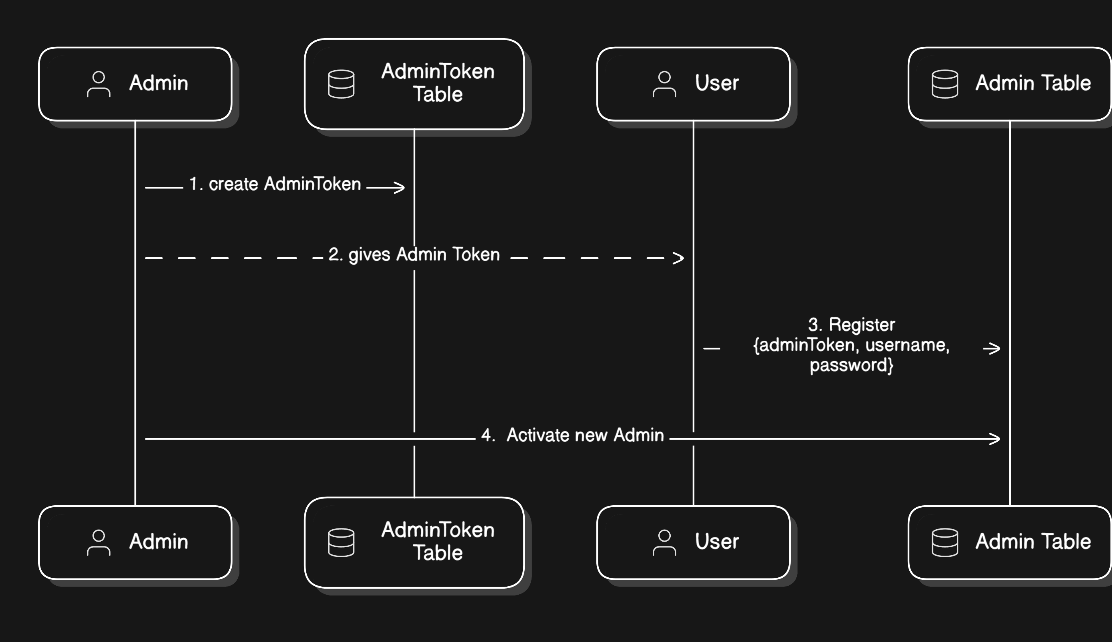 Admin
AdminToken
Table
User
Admin Table
1. create AdminToken
2. gives Admin Token
3. Register
{adminToken, username,
password}
4.  Activate new Admin
Admin
AdminToken
Table
User
Admin Table